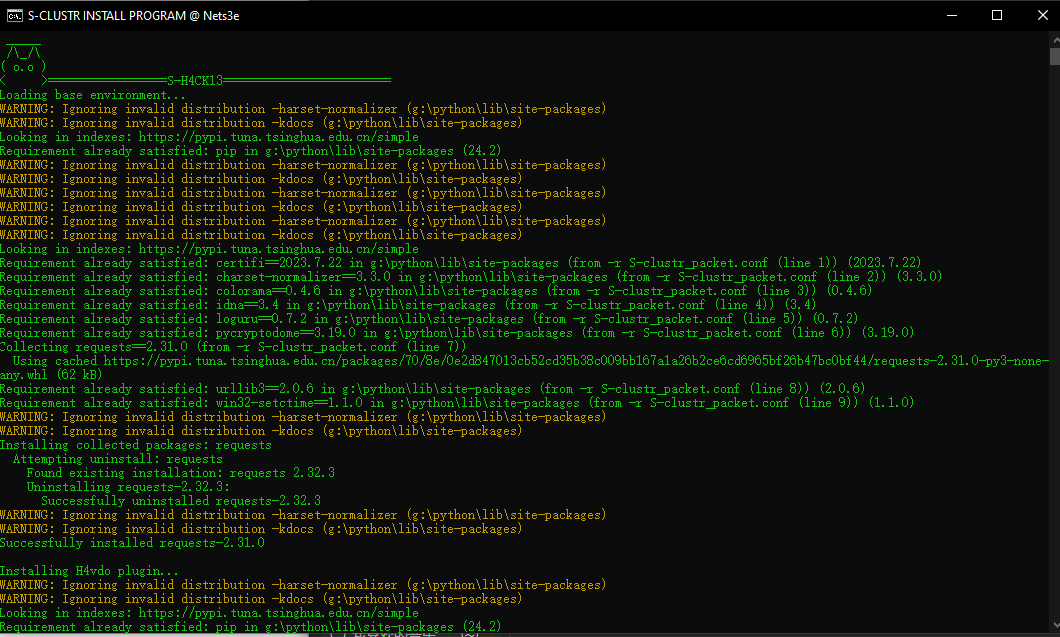 S-CLUSTR INSTALL PROGRAM @ Nets3e
/\_/\
( o.o )
< >=================S-H4CK13========================
Loading base environment...
WARNING: Ignoring invalid distribution -harset-normalizer (g:\python\lib\site-packages)
WARNING: Ignoring invalid distribution -kdocs (g:\python\lib\site-packages)
Looking in indexes: https://pypi.tuna.tsinghua.edu.cn/simple
Requirement already satisfied: pip in g:\python\lib\site-packages (24.2)
WARNING: Ignoring invalid distribution -harset-normalizer (g:\python\lib\site-packages)
WARNING: Ignoring invalid distribution -kdocs (g:\python\lib\site-packages)
WARNING: Ignoring invalid distribution -harset-normalizer (g:\python\lib\site-packages)
WARNING: Ignoring invalid distribution -kdocs (g:\python\lib\site-packages)
WARNING: Ignoring invalid distribution -harset-normalizer (g:\python\lib\site-packages)
WARNING: Ignoring invalid distribution -kdocs (g:\python\lib\site-packages)
Looking in indexes: https://pypi.tuna.tsinghua.edu.cn/simple
Requirement already satisfied: certifi==2023.7.22 in g:\python\lib\site-packages (from -r S-clustr_packet.conf (line 1)) (2023.7.22)
Requirement already satisfied: charset-normalizer==3.3.0 in g:\python\lib\site-packages (from -r S-clustr_packet.conf (line 2)) (3.3.0)
Requirement already satisfied: colorama==0.4.6 in g:\python\lib\site-packages (from -r S-clustr_packet.conf (line 3)) (0.4.6)
Requirement already satisfied: idna==3.4 in g:\python\lib\site-packages (from -r S-clustr_packet.conf (line 4)) (3.4)
Requirement already satisfied: loguru==0.7.2 in g:\python\lib\site-packages (from -r S-clustr_packet.conf (line 5)) (0.7.2)
Requirement already satisfied: pycryptodome==3.19.0 in g:\python\lib\site-packages (from -r S-clustr_packet.conf (line 6)) (3.19.0)
Collecting requests==2.31.0 (from -r S-clustr_packet.conf (line 7))
Using cached https://pypi.tuna.tsinghua.edu.cn/packages/70/8e/0e2d847013cb52cd35b38c009bb167a1a26b2ce6cd6965bf26b47bc0bf44/requests-2.31.0-py3-none-
any.whl (62 kB)
Requirement already satisfied: urllib3==2.0.6 in g:\python\lib\site-packages (from -r S-clustr_packet.conf (line 8)) (2.0.6)
Requirement already satisfied: win32-setctime==1.1.0 in g:\python\lib\site-packages (from -r S-clustr_packet.conf (line 9)) (1.1.0)
WARNING: Ignoring invalid distribution -harset-normalizer (g:\python\lib\site-packages)
WARNING: Ignoring invalid distribution -kdocs (g:\python\lib\site-packages)
Installing collected packages: requests
Attempting uninstall: requests
Found existing installation: requests 2.32.3
Uninstalling requests-2.32.3:
Successfully uninstalled requests-2.32.3
WARNING: Ignoring invalid distribution -harset-normalizer (g:\python\lib\site-packages)
WARNING: Ignoring invalid distribution -kdocs (g:\python\lib\site-packages)
Successfully installed requests-2.31.0
Installing H4vdo plugin...
WARNING: Ignoring invalid distribution -harset-normalizer (g:\python\lib\site-packages)
WARNING: Ignoring invalid distribution -kdocs (g:\python\lib\site-packages)
Looking in indexes: https://pypi.tuna.tsinghua.edu.cn/simple
Requirement already satisfied: pip in g:\python\lib\site-packages (24.2)